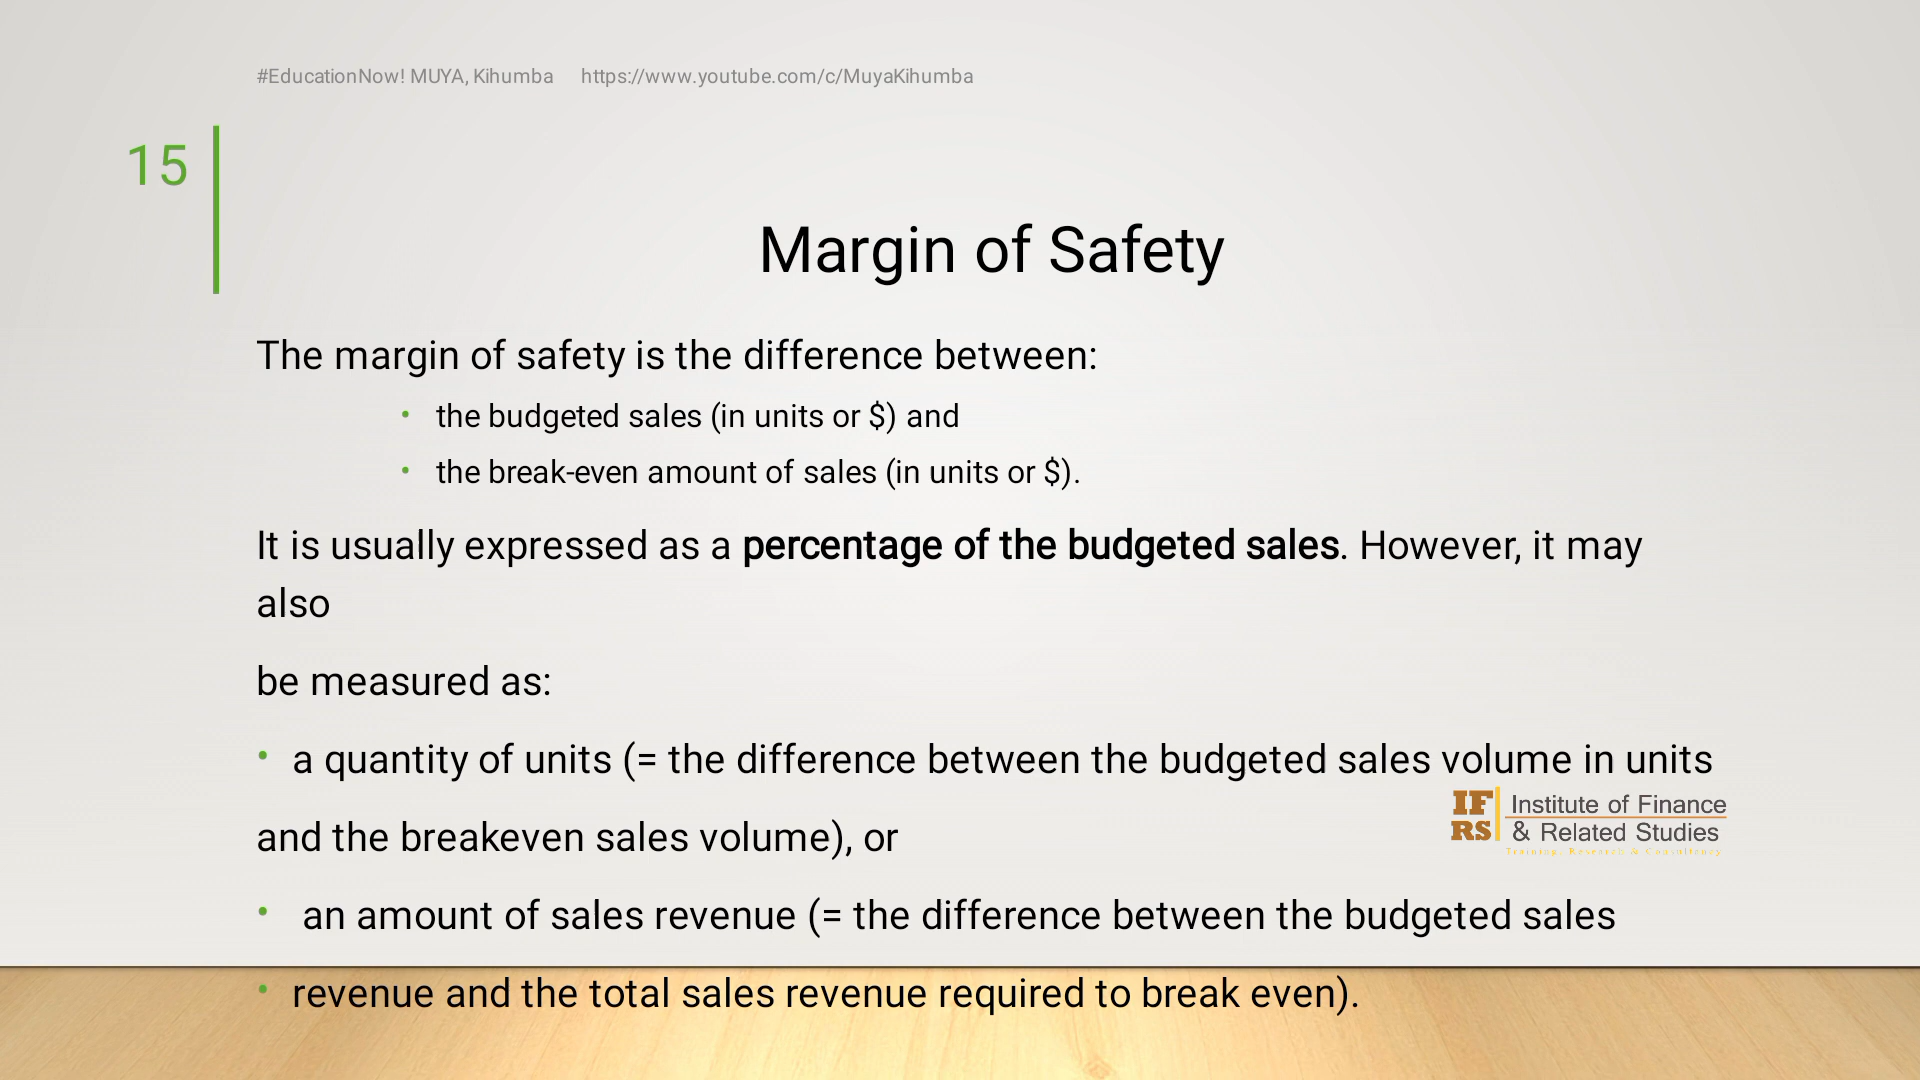 #EducationNow! MUYA, Kihumba https://www.youtube.com/c/MuyaKihumba
15
Margin of Safety
The margin of safety is the difference between:
• the budgeted sales (in units or $) and
• the break-even amount of sales (in units or $).
It is usually expressed as a percentage of the budgeted sales. However, it may
also
be measured as:
• a quantity of units (= the difference between the budgeted sales volume in units
and the breakeven sales volume), or
• an amount of sales revenue (= the difference between the budgeted sales
• revenue and the total sales revenue required to break even).
IF
RS
Institute of Finance
& Related Studies
Training, Research & Consultancy